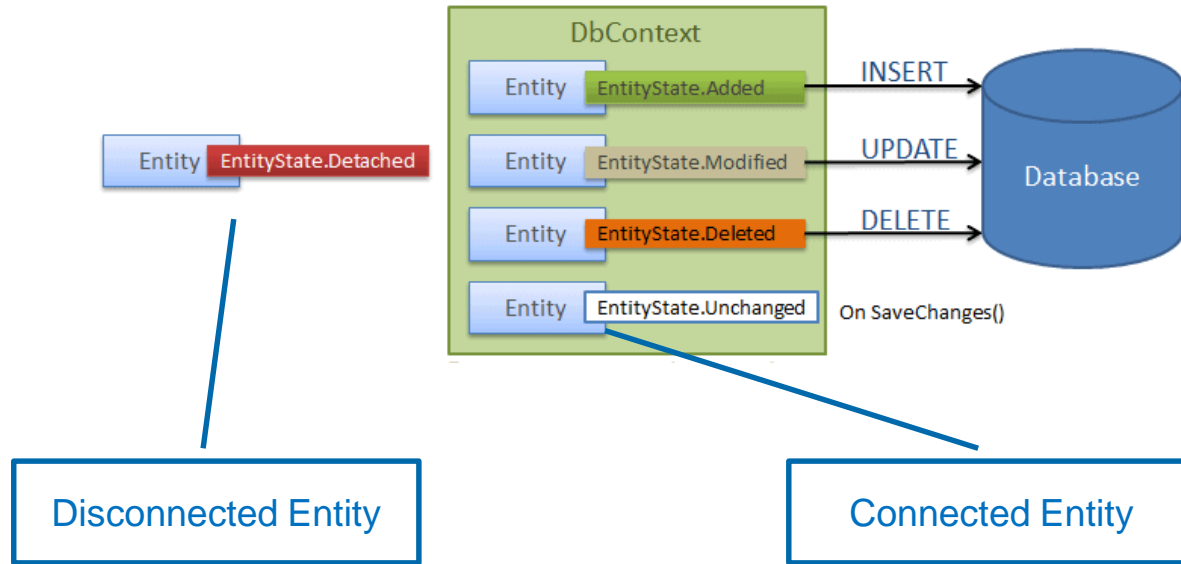 DbContext
Entity EntityState.Added
INSERT
Entity EntityState.Detached
Entity EntityState.Modified
UPDATE
Database
Entity EntityState.Deleted
DELETE
Entity EntityState.Unchanged
On SaveChanges()
Disconnected Entity
Connected Entity